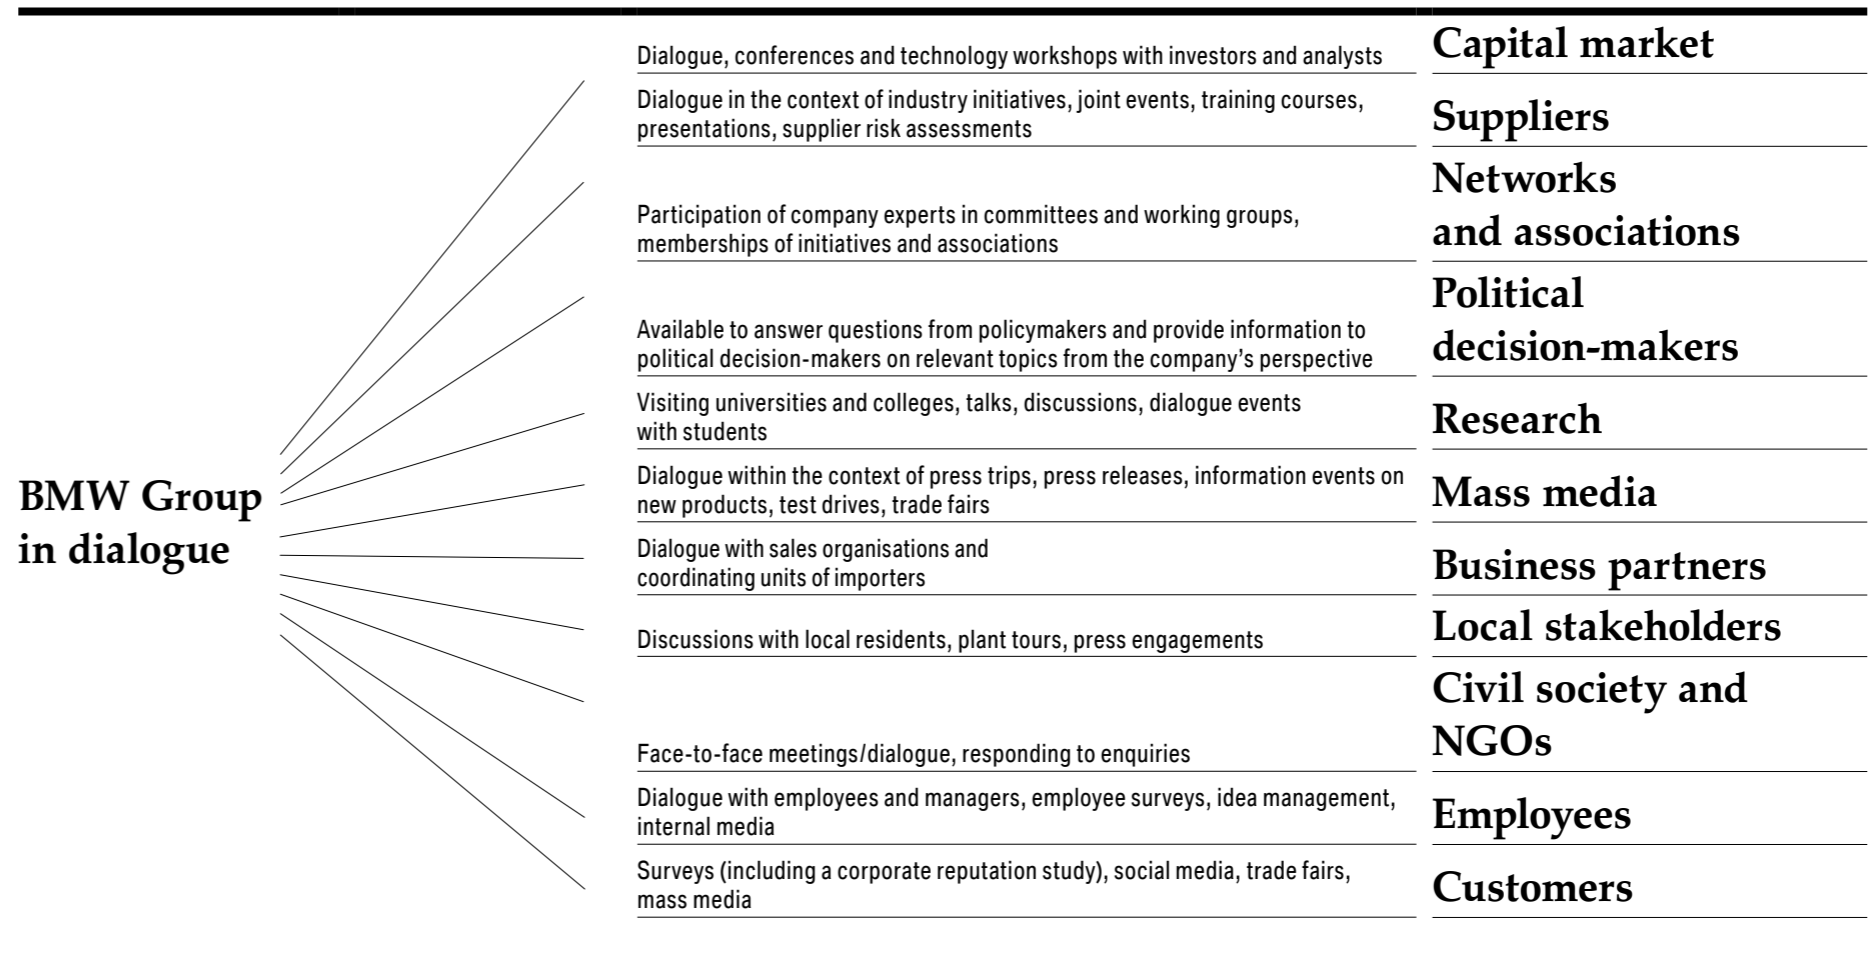 Dialogue, conferences and technology workshops with investors and analysts
Capital market
Dialogue in the context of industry initiatives, joint events, training courses,
presentations, supplier risk assessments
Suppliers
Participation of company experts in committees and working groups,
memberships of initiatives and associations
Networks
and associations
Available to answer questions from policymakers and provide information to
political decision-makers on relevant topics from the company’s perspective
Political
decision-makers
Visiting universities and colleges, talks, discussions, dialogue events
with students
Research
BMW Group
in dialogue
Dialogue within the context of press trips, press releases, information events on
new products, test drives, trade fairs
Mass media
Dialogue with sales organisations and
coordinating units of importers
Business partners
Discussions with local residents, plant tours, press engagements
Local stakeholders
Face-to-face meetings/dialogue, responding to enquiries
Civil society and
NGOs
Dialogue with employees and managers, employee surveys, idea management,
internal media
Employees
Surveys (including a corporate reputation study), social media, trade fairs,
mass media
Customers